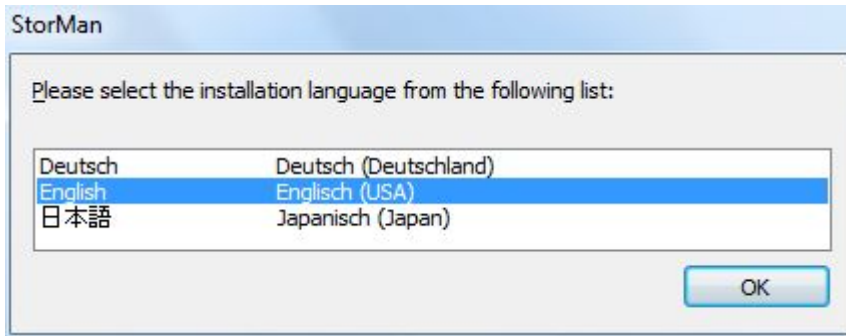 StorMan
Please select the installation language from the following list:
Deutsch Deutsch (Deutschland)
English Englisch (USA)
日本語 Japanisch (Japan)
OK